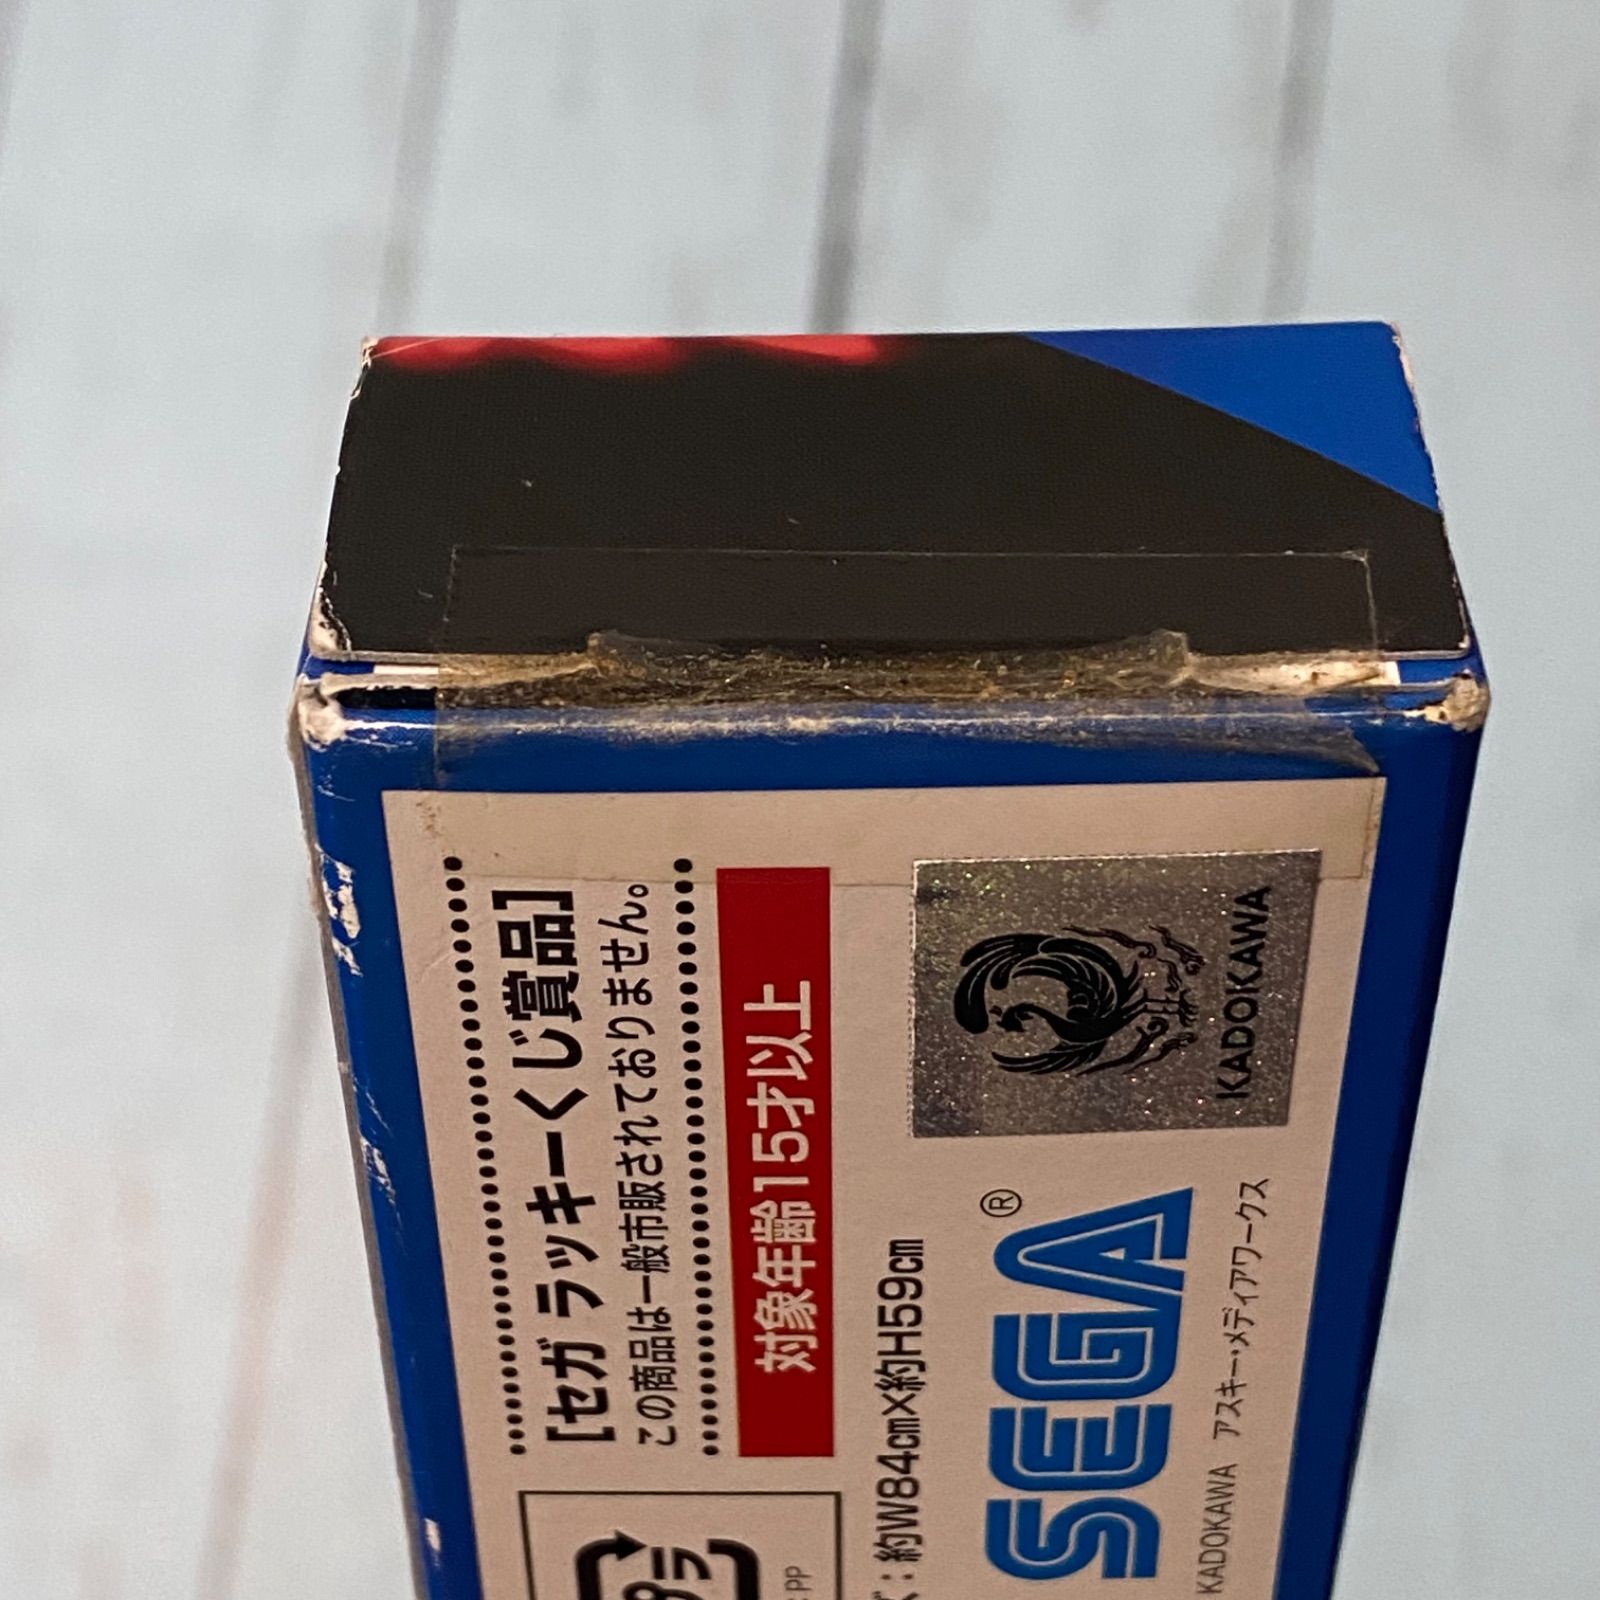 [セガ ラッキーくじ賞品]
この商品は一般市販されておりません。
対象年齢15才以上
プラ
PP
ズ：約W84㎝×約H59㎝
SEGA®
KADOKAWA アスキー・メディアワークス
KADOKAWA